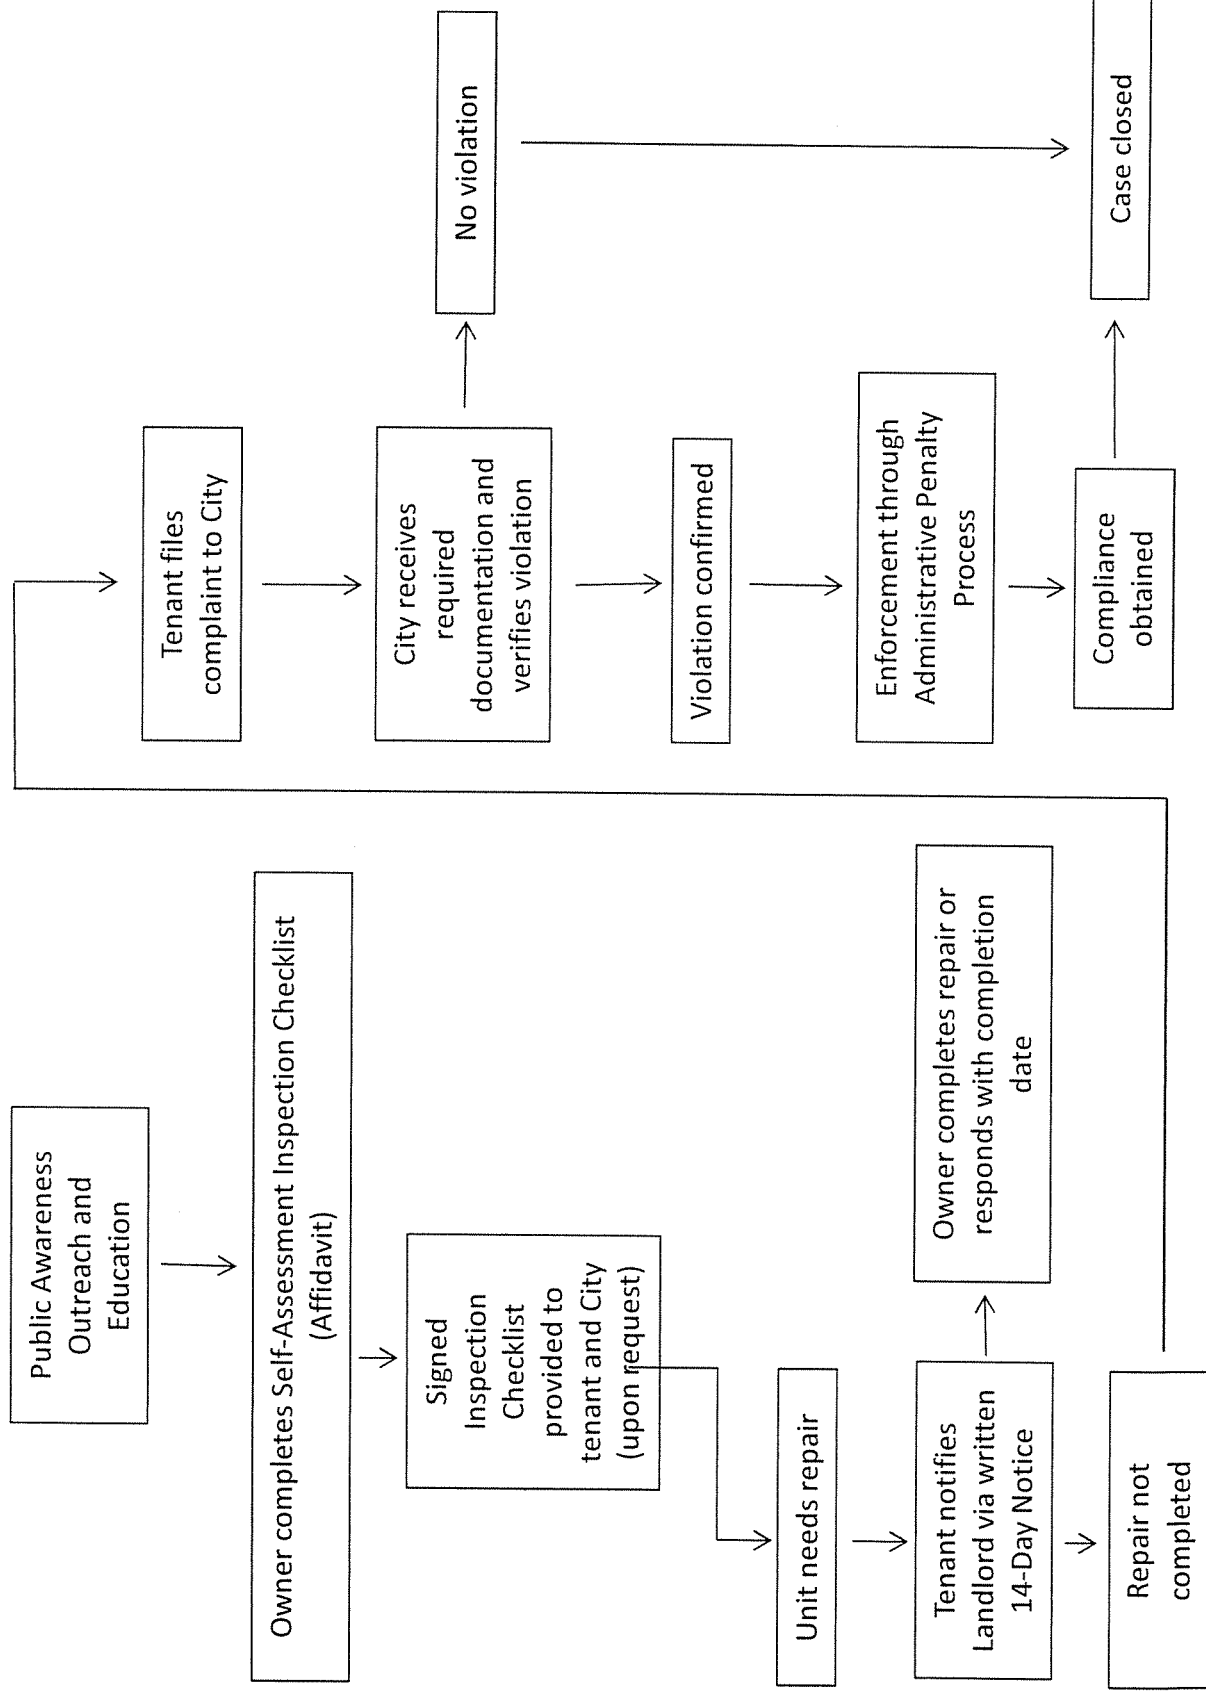 Public Awareness
Outreach and
Education
Owner completes Self-Assessment Inspection Checklist
(Affidavit)
Signed
Inspection
Checklist
provided to
tenant and City
(upon request)
Unit needs repair
Tenant notifies
Landlord via written
14-Day Notice
Owner completes repair or
responds with completion
date
Repair not
completed
Tenant files
complaint to City
City receives
required
documentation and
verifies violation
No violation
Violation confirmed
Enforcement through
Administrative Penalty
Process
Compliance
obtained
Case closed